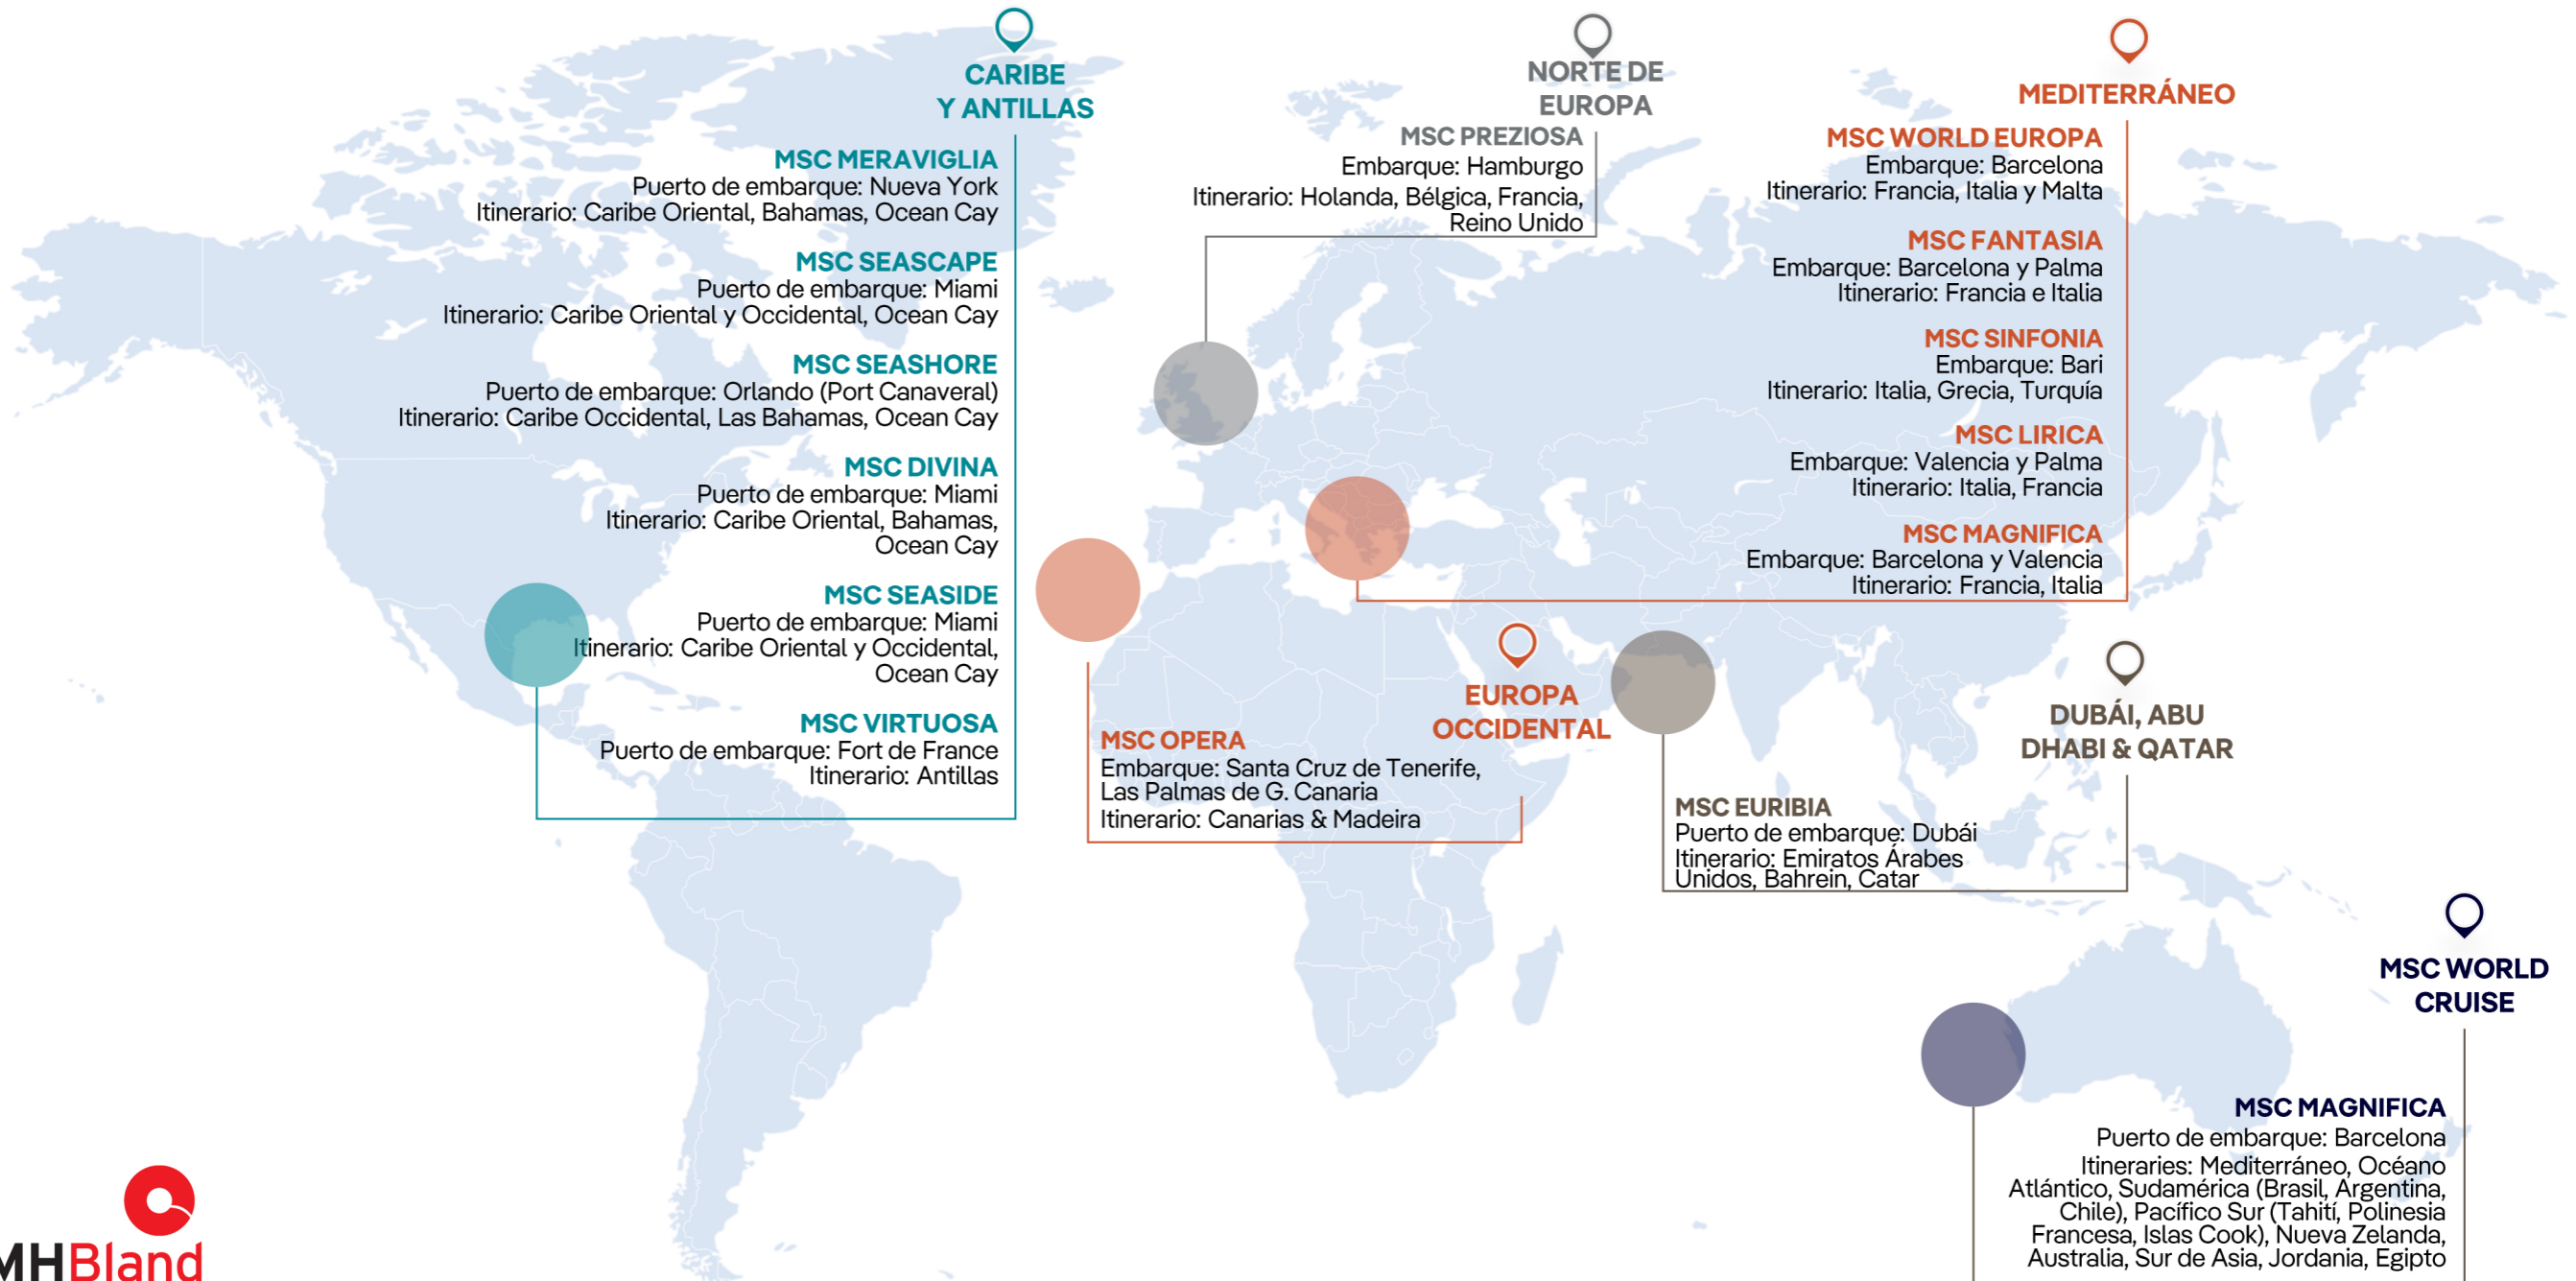 CARIBE
Y ANTILLAS
MSC MERAVIGLIA
Puerto de embarque: Nueva York
Itinerario: Caribe Oriental, Bahamas, Ocean Cay
MSC SEASCAPE
Puerto de embarque: Miami
Itinerario: Caribe Oriental y Occidental, Ocean Cay
MSC SEASHORE
Puerto de embarque: Orlando (Port Canaveral)
Itinerario: Caribe Occidental, Las Bahamas, Ocean Cay
MSC DIVINA
Puerto de embarque: Miami
Itinerario: Caribe Oriental, Bahamas,
Ocean Cay
MSC SEASIDE
Puerto de embarque: Miami
Itinerario: Caribe Oriental y Occidental,
Ocean Cay
MSC VIRTUOSA
Puerto de embarque: Fort de France
Itinerario: Antillas
NORTE DE
EUROPA
MSC PREZIOSA
Embarque: Hamburgo
Itinerario: Holanda, Bélgica, Francia,
Reino Unido
MEDITERRÁNEO
MSC WORLD EUROPA
Embarque: Barcelona
Itinerario: Francia, Italia y Malta
MSC FANTASIA
Embarque: Barcelona y Palma
Itinerario: Francia e Italia
MSC SINFONIA
Embarque: Bari
Itinerario: Italia, Grecia, Turquía
MSC LIRICA
Embarque: Valencia y Palma
Itinerario: Italia, Francia
MSC MAGNIFICA
Embarque: Barcelona y Valencia
Itinerario: Francia, Italia
EUROPA
OCCIDENTAL
MSC OPERA
Embarque: Santa Cruz de Tenerife,
Las Palmas de G. Canaria
Itinerario: Canarias & Madeira
DUBÁI, ABU
DHABI & QATAR
MSC EURIBIA
Puerto de embarque: Dubái
Itinerario: Emiratos Árabes
Unidos, Bahrein, Catar
MSC WORLD
CRUISE
MSC MAGNIFICA
Puerto de embarque: Barcelona
Itineraries: Mediterráneo, Océano
Atlántico, Sudamérica (Brasil, Argentina,
Chile), Pacífico Sur (Tahití, Polinesia
Francesa, Islas Cook), Nueva Zelanda,
Australia, Sur de Asia, Jordania, Egipto
MHBland